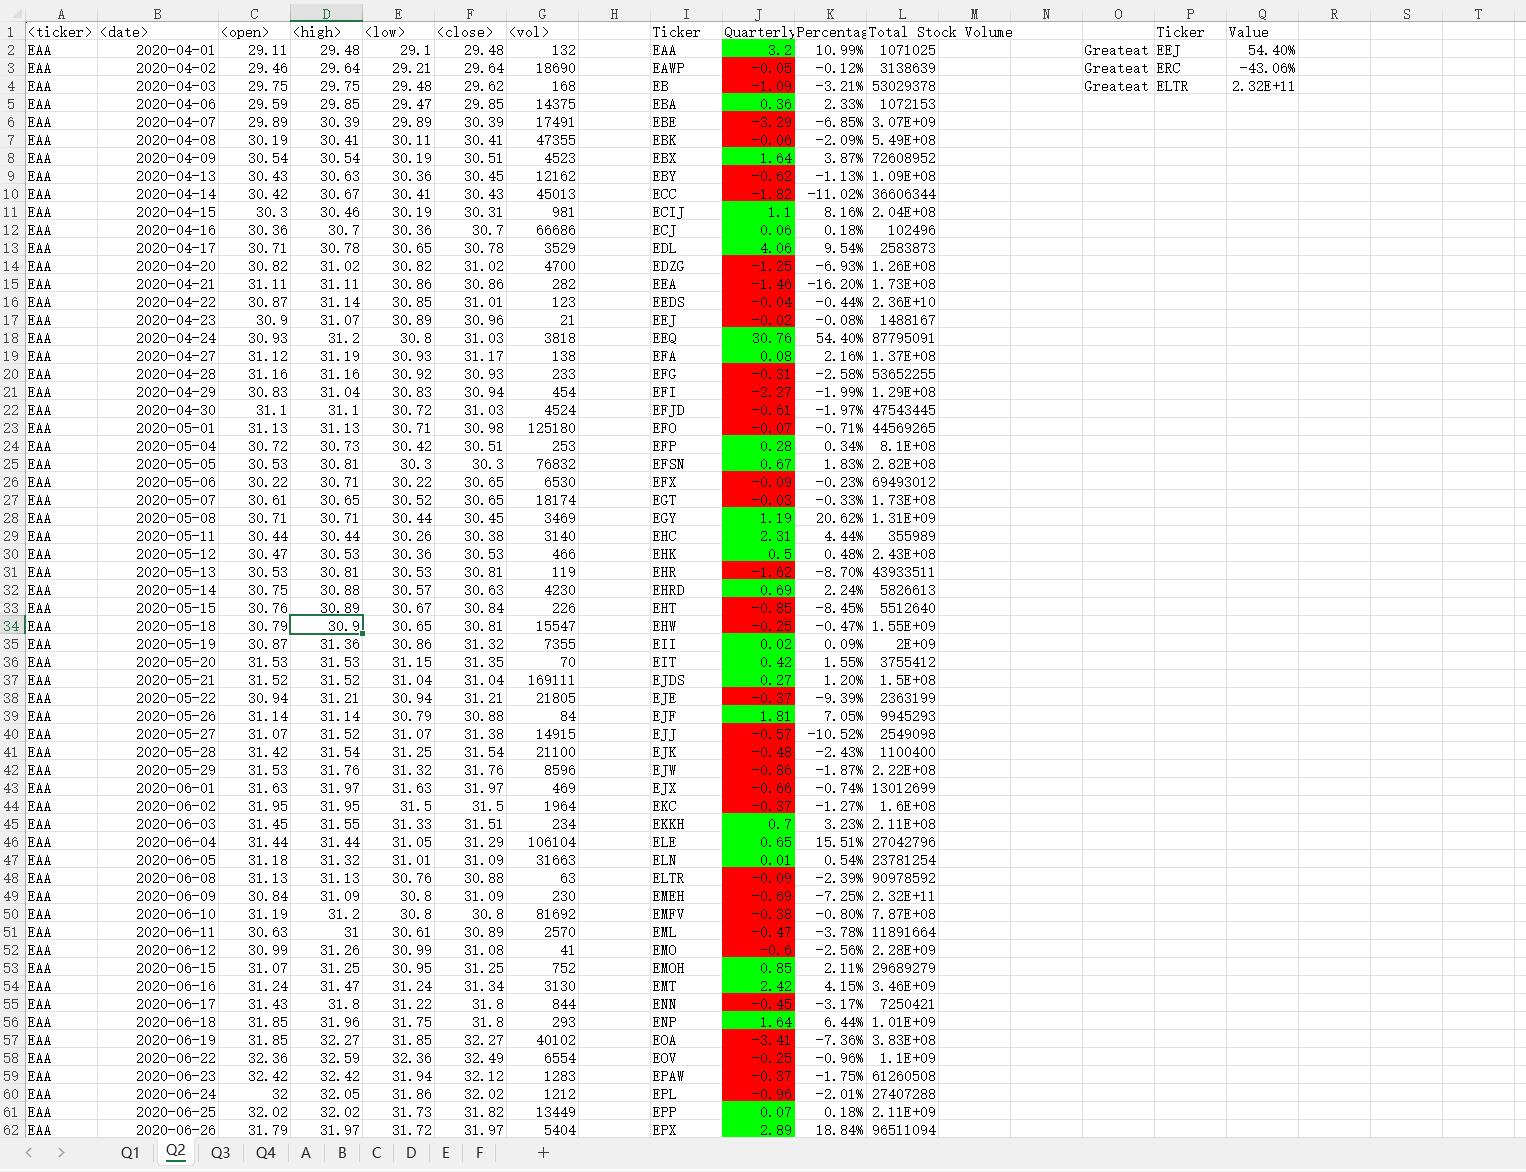 A B C D E F G H I J K L M N O P Q R S T
1 <ticker> <date> <open> <high> <low> <close> <vol> Ticker Quarterly Percentag Total Stock Volume Ticker Value
2 EAA 2020-04-01 29.11 29.48 29.1 29.48 132 EAA 3.2 10.99% 1071025 Greateat EEJ 54.40%
3 EAA 2020-04-02 29.46 29.64 29.21 29.64 18690 EAWP -0.05 -0.12% 3138639 Greateat ERC -43.06%
4 EAA 2020-04-03 29.75 29.75 29.48 29.62 168 EB -1.09 -3.21% 53029378 Greateat ELTR 2.32E+11
5 EAA 2020-04-06 29.59 29.85 29.47 29.85 14375 EBA 0.36 2.33% 1072153
6 EAA 2020-04-07 29.89 30.39 29.89 30.39 17491 EBE -3.29 -6.85% 3.07E+09
7 EAA 2020-04-08 30.19 30.41 30.11 30.41 47355 EBK -0.06 -2.09% 5.49E+08
8 EAA 2020-04-09 30.54 30.54 30.19 30.51 4523 EBX 1.64 3.87% 72608952
9 EAA 2020-04-13 30.43 30.63 30.36 30.45 12162 EBY -0.62 -1.13% 1.09E+08
10 EAA 2020-04-14 30.42 30.67 30.41 30.43 45013 ECC -1.82 -11.02% 36606344
11 EAA 2020-04-15 30.3 30.46 30.19 30.31 981 ECIJ 1.1 8.16% 2.04E+08
12 EAA 2020-04-16 30.36 30.7 30.36 30.7 66686 ECJ 0.06 0.18% 102496
13 EAA 2020-04-17 30.71 30.78 30.65 30.78 3529 EDL 4.06 9.54% 2583873
14 EAA 2020-04-20 30.82 31.02 30.82 31.02 4700 EDZG -1.25 -6.93% 1.26E+08
15 EAA 2020-04-21 31.11 31.11 30.86 30.86 282 EEA -1.46 -16.20% 1.73E+08
16 EAA 2020-04-22 30.87 31.14 30.85 31.01 123 EEDS -0.04 -0.44% 2.36E+10
17 EAA 2020-04-23 30.9 31.07 30.89 30.96 21 EEJ -0.02 -0.08% 1488167
18 EAA 2020-04-24 30.93 31.2 30.8 31.03 3818 EEQ 30.76 54.40% 87795091
19 EAA 2020-04-27 31.12 31.19 30.93 31.17 138 EFA 0.08 2.16% 1.37E+08
20 EAA 2020-04-28 31.16 31.16 30.92 30.93 233 EFG -0.31 -2.58% 53652255
21 EAA 2020-04-29 30.83 31.04 30.83 30.94 454 EFI -2.27 -1.99% 1.29E+08
22 EAA 2020-04-30 31.1 31.1 30.72 31.03 4524 EFJD -0.61 -1.97% 47543445
23 EAA 2020-05-01 31.13 31.13 30.71 30.98 125180 EFO -0.07 -0.71% 44569265
24 EAA 2020-05-04 30.72 30.73 30.42 30.51 253 EFP 0.28 0.34% 8.1E+08
25 EAA 2020-05-05 30.53 30.81 30.3 30.3 76832 EFSN 0.67 1.83% 2.82E+08
26 EAA 2020-05-06 30.22 30.71 30.22 30.65 6530 EFX -0.09 -0.23% 69493012
27 EAA 2020-05-07 30.61 30.65 30.52 30.65 18174 EGT -0.03 -0.33% 1.73E+08
28 EAA 2020-05-08 30.71 30.71 30.44 30.45 3469 EGY 1.19 20.62% 1.31E+09
29 EAA 2020-05-11 30.44 30.44 30.26 30.38 3140 EHC 2.31 4.44% 355989
30 EAA 2020-05-12 30.47 30.53 30.36 30.53 466 EHK 0.5 0.48% 2.43E+08
31 EAA 2020-05-13 30.53 30.81 30.53 30.81 119 EHR -1.62 -8.70% 43933511
32 EAA 2020-05-14 30.75 30.88 30.57 30.63 4230 EHRD 0.69 2.24% 5826613
33 EAA 2020-05-15 30.76 30.89 30.67 30.84 226 EHT -0.85 -8.45% 5512640
34 EAA 2020-05-18 30.79 30.9 30.65 30.81 15547 EHW -0.25 -0.47% 1.55E+09
35 EAA 2020-05-19 30.87 31.36 30.86 31.32 7355 EII 0.02 0.09% 2E+09
36 EAA 2020-05-20 31.53 31.53 31.15 31.35 70 EIT 0.42 1.55% 3755412
37 EAA 2020-05-21 31.52 31.52 31.04 31.04 169111 EJDS 0.27 1.20% 1.5E+08
38 EAA 2020-05-22 30.94 31.21 30.94 31.21 21805 EJE -0.37 -9.39% 2363199
39 EAA 2020-05-26 31.14 31.14 30.79 30.88 84 EJF 1.81 7.05% 9945293
40 EAA 2020-05-27 31.07 31.52 31.07 31.38 14915 EJJ -0.57 -10.52% 2549098
41 EAA 2020-05-28 31.42 31.54 31.25 31.54 21100 EJK -0.48 -2.43% 1100400
42 EAA 2020-05-29 31.53 31.76 31.32 31.76 8596 EJW -0.86 -1.87% 2.22E+08
43 EAA 2020-06-01 31.63 31.97 31.63 31.97 469 EJX -0.66 -0.74% 13012699
44 EAA 2020-06-02 31.95 31.95 31.5 31.5 1964 EKC -0.37 -1.27% 1.6E+08
45 EAA 2020-06-03 31.45 31.55 31.33 31.51 234 EKKH 0.7 3.23% 2.11E+08
46 EAA 2020-06-04 31.44 31.44 31.05 31.29 106104 ELE 0.65 15.51% 27042796
47 EAA 2020-06-05 31.18 31.32 31.01 31.09 31663 ELN 0.01 0.54% 23781254
48 EAA 2020-06-08 31.13 31.13 30.76 30.88 63 ELTR -0.09 -2.39% 90978592
49 EAA 2020-06-09 30.84 31.09 30.8 31.09 230 EMEH -0.69 -7.25% 2.32E+11
50 EAA 2020-06-10 31.19 31.2 30.8 30.8 81692 EMFV -0.38 -0.80% 7.87E+08
51 EAA 2020-06-11 30.63 31 30.61 30.89 2570 EML -0.47 -3.78% 11891664
52 EAA 2020-06-12 30.99 31.26 30.99 31.08 41 EMO -0.6 -2.56% 2.28E+09
53 EAA 2020-06-15 31.07 31.25 30.95 31.25 752 EMOH 0.85 2.11% 29689279
54 EAA 2020-06-16 31.24 31.47 31.24 31.34 3130 EMT 2.42 4.15% 3.46E+09
55 EAA 2020-06-17 31.43 31.8 31.22 31.8 844 ENN -0.45 -3.17% 7250421
56 EAA 2020-06-18 31.85 31.96 31.75 31.8 293 ENP 1.64 6.44% 1.01E+09
57 EAA 2020-06-19 31.85 32.27 31.85 32.27 40102 EOA -3.41 -7.36% 3.83E+08
58 EAA 2020-06-22 32.36 32.59 32.36 32.49 6554 EOV -0.25 -0.96% 1.1E+09
59 EAA 2020-06-23 32.42 32.42 31.94 32.12 1283 EPAW -0.37 -1.75% 61260508
60 EAA 2020-06-24 32 32.05 31.86 32.02 1212 EPL -0.96 -2.01% 27407288
61 EAA 2020-06-25 32.02 32.02 31.73 31.82 13449 EPP 0.07 0.18% 2.11E+09
62 EAA 2020-06-26 31.79 31.97 31.72 31.97 5404 EPX 2.89 18.84% 96511094
Q1 Q2 Q3 Q4 A B C D E F +